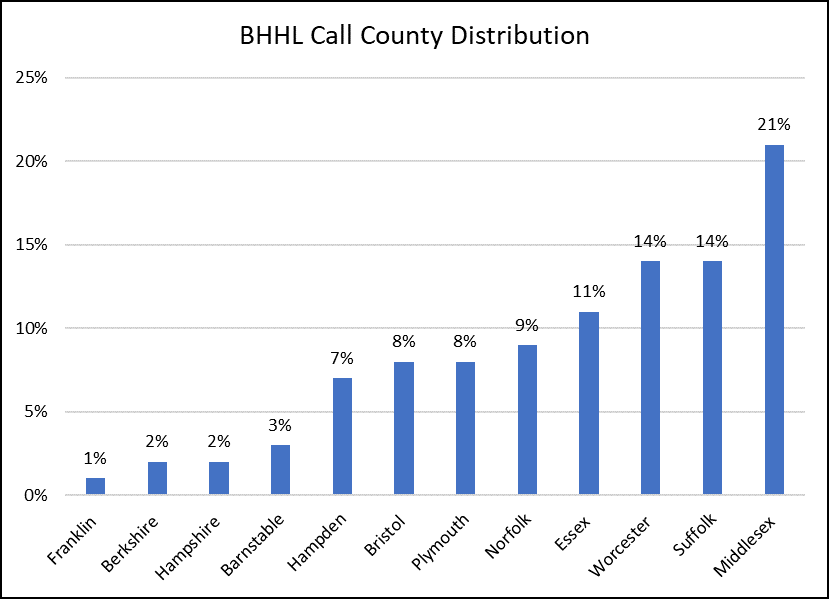 BHHL Call County Distribution
25%
20%
15%
10%
5%
0%
1%
2%
2%
3%
7%
8%
8%
9%
11%
14%
14%
21%
Franklin
Berkshire
Hampshire
Barnstable
Hampden
Bristol
Plymouth
Norfolk
Essex
Worcester
Suffolk
Middlesex